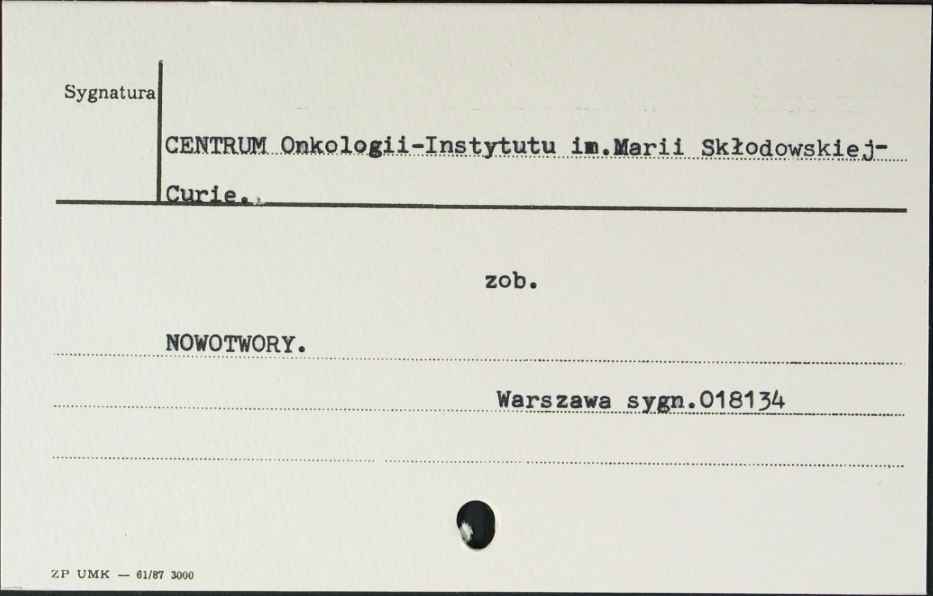 Sygnatura
CENTRUM Onkologii-Instytutu im.Marii Skłodowskiej-
Curie.
zob.
NOWOTWORY.
Warszawa sygn.018134
ZP UMK — 61/87 3000